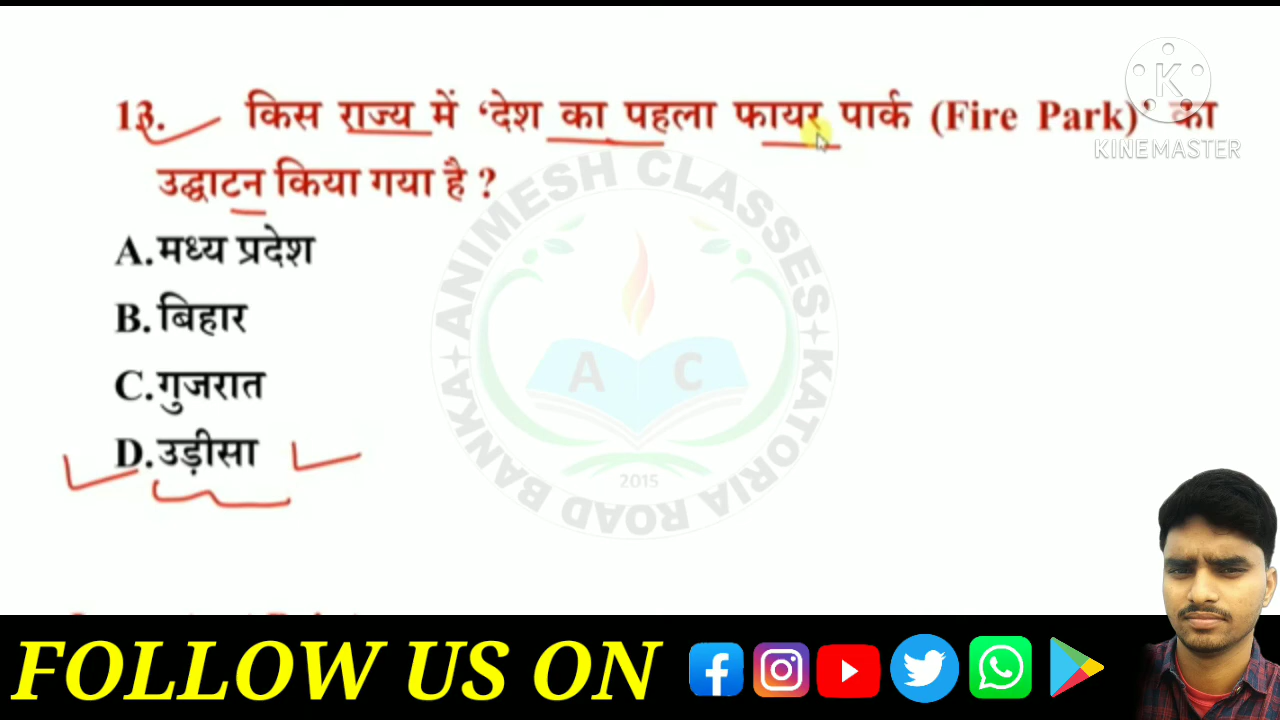 13. किस राज्य में ‘देश का पहला फायर पार्क (Fire Park)’ का
उद्घाटन किया गया है ?
A. मध्य प्रदेश
B. बिहार
C. गुजरात
D. उड़ीसा
K
KINEMASTER
ANIMESH CLASSES
KATORIA ROAD BANKA
A C
2015
FOLLOW US ON